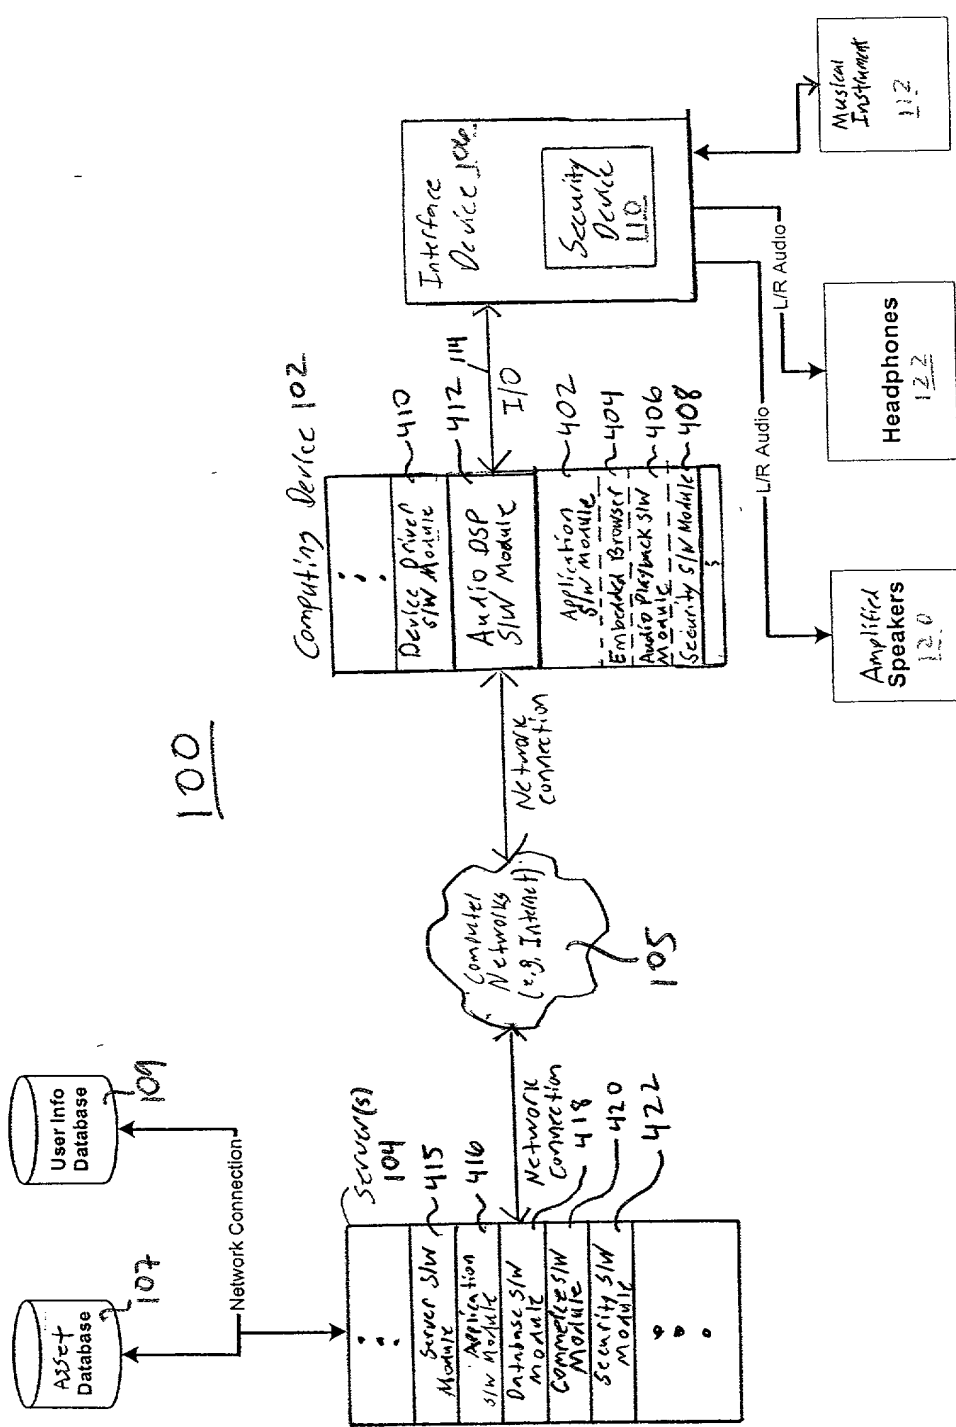 100
Asset
Database
107
User Info
Database
109
Network Connection
Server(s)
104
Server S/W
Module
415
Application
S/W Module
416
Database S/W
Module
418
Commerce S/W
Module
420
Security S/W
Module
422
Network
connection
Computer
Networks
(e.g. Internet)
105
Network
connection
Computing Device 102
Device Driver
S/W Module
410
Audio DSP
S/W Module
412
Application
S/W Module
402
Embedded Browser
404
Audio Playback S/W
Module
406
Security S/W Module
408
114
I/O
Interface
Device 106
Security
Device
110
L/R Audio
L/R Audio
Amplified
Speakers
120
Headphones
122
Musical
Instrument
112